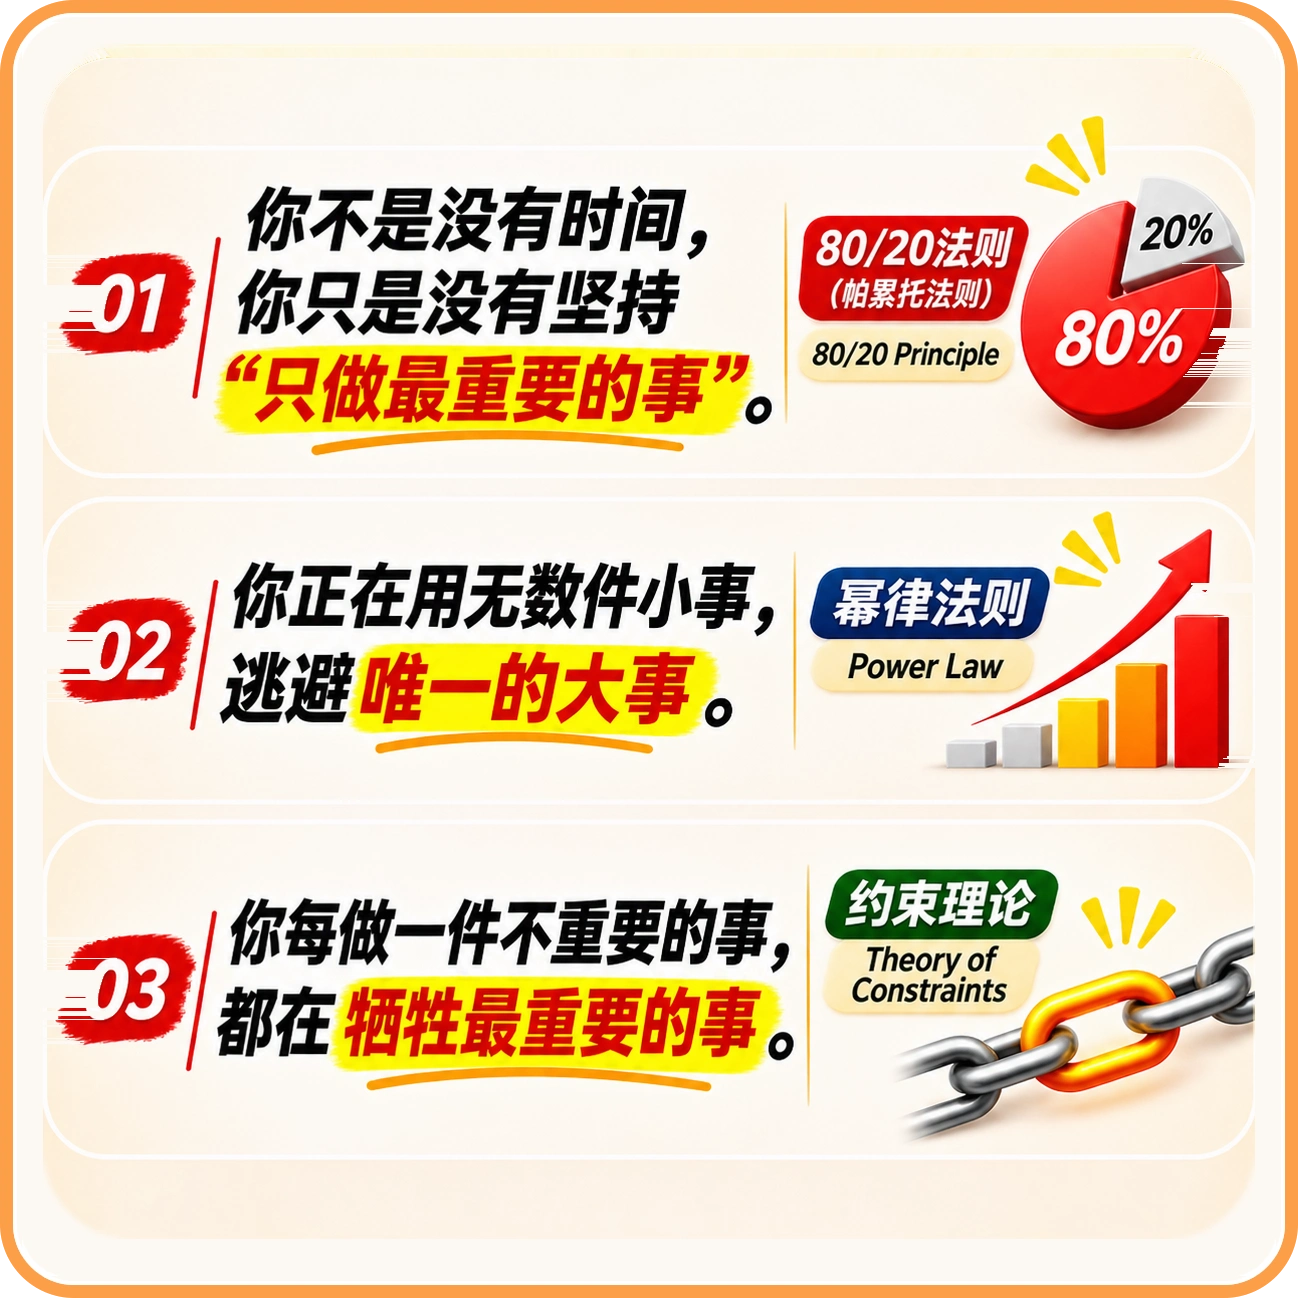 01
你不是没有时间，
你只是没有坚持
“只做最重要的事”。
80/20法则
（帕累托法则）
80/20 Principle
20%
80%
02
你正在用无数件小事，
逃避唯一的大事。
幂律法则
Power Law
03
你每做一件不重要的事，
都在牺牲最重要的事。
约束理论
Theory of
Constraints